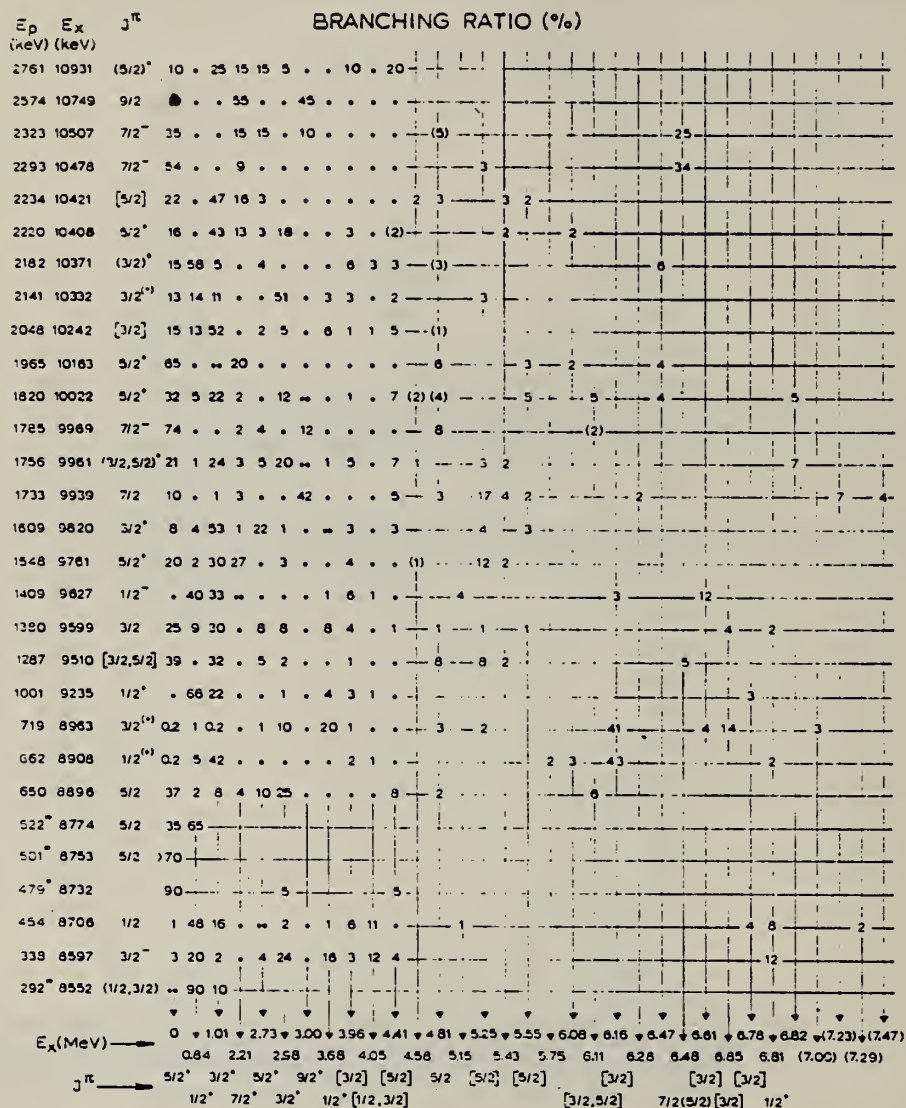 BRANCHING RATIO (%)
Ep Ex Jπ
(keV) (keV)
2761 10931 (5/2)+ 10 • 25 15 15 5 • • 10 • 20
2574 10749 9/2 • • 55 • • 45 • • • •
2323 10507 7/2- 35 • • 15 15 • 10 • • • • (5) 25
2293 10478 7/2- 54 • • 9 • • • • • • • 3 34
2234 10421 [5/2] 22 • 47 16 3 • • • • • • 2 3 3 2
2220 10408 5/2+ 16 • 43 13 3 18 • • 3 • (2) 2 2
2182 10371 (3/2)+ 15 58 5 • 4 • • • 6 3 3 (3) 6
2141 10332 3/2(+) 13 14 11 • • 51 • 3 3 • 2 3
2048 10242 [3/2] 15 13 52 • 2 5 • 6 1 1 5 (1)
1965 10163 5/2+ 65 • •• 20 • • • • • • • 6 3 2 4
1820 10022 5/2+ 32 5 22 2 • 12 •• • 1 • 7 (2) (4) 5 5 4 5
1785 9969 7/2- 74 • • 2 4 • 12 • • • • 8 (2)
1756 9961 (3/2,5/2)+ 21 1 24 3 5 20 •• 1 5 • 7 1 3 2 7
1733 9939 7/2 10 • 1 3 • • 42 • • • 5 3 17 4 2 2 7 4
1609 9820 3/2+ 8 4 53 1 22 1 • •• 3 • 3 4 3
1548 9761 5/2+ 20 2 30 27 • 3 • • 4 • • (1) 12 2
1409 9627 1/2- • 40 33 •• • • • 1 6 1 • 4 3 12
1380 9599 3/2 25 9 30 • 8 8 • 8 4 • 1 1 1 1 4 2
1287 9510 [3/2,5/2] 39 • 32 • 5 2 • • 1 • • 8 8 2 5
1001 9235 1/2+ • 66 22 • • 1 • 4 3 1 • 3
719 8963 3/2(+) 0.2 1 0.2 • 1 10 • 20 1 • • 3 2 41 4 14 3
662 8908 1/2(+) 0.2 5 42 • • • • • 2 1 • 2 3 43 2
650 8896 5/2 37 2 8 4 10 25 • • • • 8 2 6
522* 8774 5/2 35 65
501* 8753 5/2 >70
479* 8732 90 5 5
454 8706 1/2 1 48 16 • •• 2 • 1 6 11 • 1 4 8 2
338 8597 3/2- 3 20 2 • 4 24 • 16 3 12 4 12
292* 8552 (1/2,3/2) •• 90 10
Ex(MeV) 0 1.01 2.73 3.00 3.96 4.41 4.81 5.25 5.55 6.08 6.16 6.47 6.61 6.78 6.82 (7.23) (7.47)
0.84 2.21 2.98 3.68 4.05 4.58 5.15 5.43 5.75 6.11 6.28 6.48 6.85 6.81 (7.00) (7.29)
Jπ 5/2+ 3/2+ 5/2+ 9/2+ [3/2] [5/2] 5/2 [5/2] [5/2] [3/2] [3/2] [3/2]
1/2+ 7/2+ 3/2+ 1/2+ [1/2,3/2] [3/2,5/2] 7/2(5/2) [3/2] 1/2+